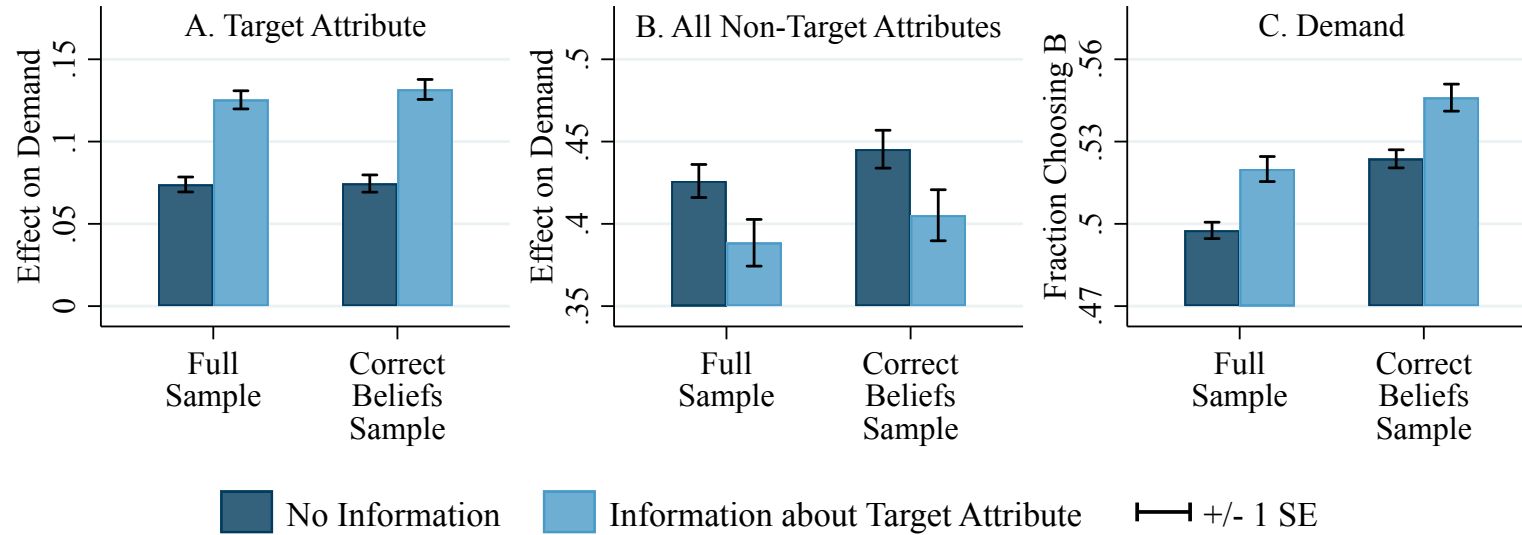 A. Target Attribute
Effect on Demand
.15
.1
.05
0
Full
Sample
Correct
Beliefs
Sample
B. All Non-Target Attributes
Effect on Demand
.5
.45
.4
.35
Full
Sample
Correct
Beliefs
Sample
C. Demand
Fraction Choosing B
.56
.53
.5
.47
Full
Sample
Correct
Beliefs
Sample
No Information
Information about Target Attribute
+/- 1 SE